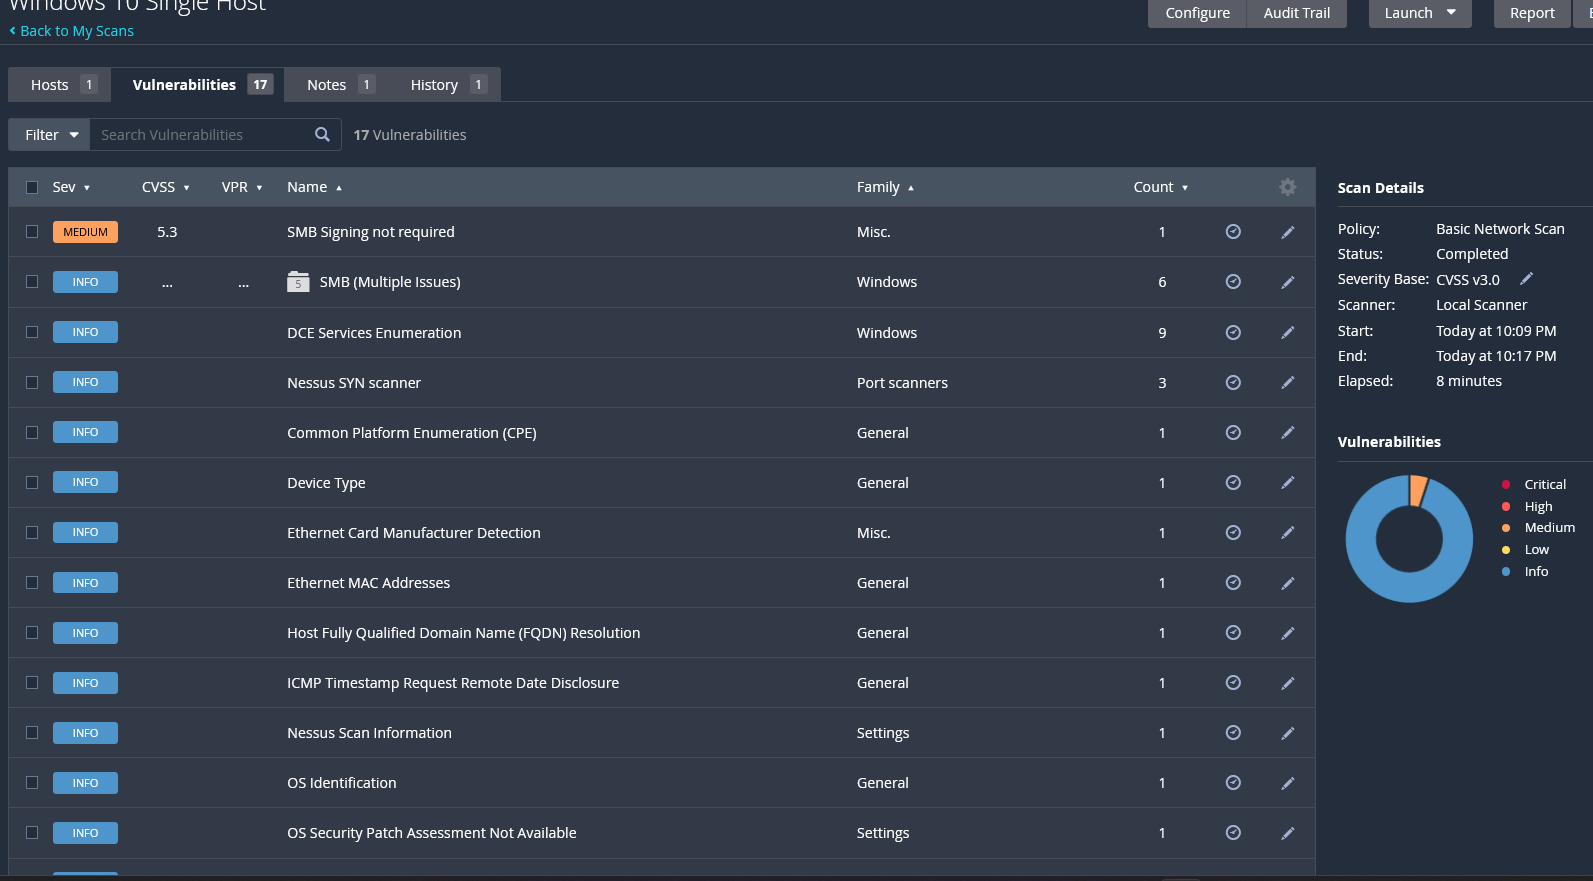 Windows 10 Single Host
Back to My Scans
Configure Audit Trail Launch Report
Hosts 1 Vulnerabilities 17 Notes 1 History 1
Filter Search Vulnerabilities 17 Vulnerabilities
Sev CVSS VPR Name Family Count
MEDIUM 5.3 SMB Signing not required Misc. 1
INFO ... ... 5 SMB (Multiple Issues) Windows 6
INFO DCE Services Enumeration Windows 9
INFO Nessus SYN scanner Port scanners 3
INFO Common Platform Enumeration (CPE) General 1
INFO Device Type General 1
INFO Ethernet Card Manufacturer Detection Misc. 1
INFO Ethernet MAC Addresses General 1
INFO Host Fully Qualified Domain Name (FQDN) Resolution General 1
INFO ICMP Timestamp Request Remote Date Disclosure General 1
INFO Nessus Scan Information Settings 1
INFO OS Identification General 1
INFO OS Security Patch Assessment Not Available Settings 1
Scan Details
Policy: Basic Network Scan
Status: Completed
Severity Base: CVSS v3.0
Scanner: Local Scanner
Start: Today at 10:09 PM
End: Today at 10:17 PM
Elapsed: 8 minutes
Vulnerabilities
Critical
High
Medium
Low
Info